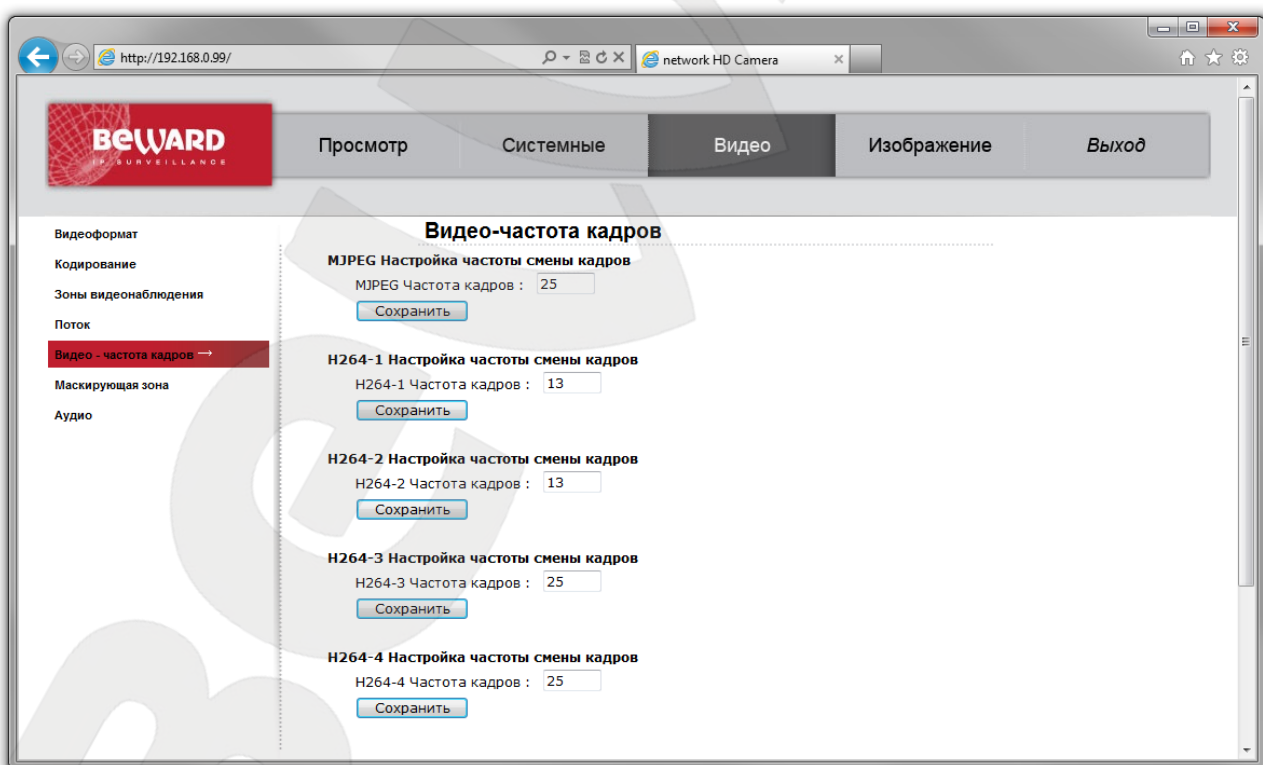 http://192.168.0.99/
network HD Camera
BEWARD
IP SURVEILLANCE
Просмотр
Системные
Видео
Изображение
Выход
Видеоформат
Кодирование
Зоны видеонаблюдения
Поток
Видео - частота кадров →
Маскирующая зона
Аудио
Видео-частота кадров
MJPEG Настройка частоты смены кадров
MJPEG Частота кадров : 25
Сохранить
H264-1 Настройка частоты смены кадров
H264-1 Частота кадров : 13
Сохранить
H264-2 Настройка частоты смены кадров
H264-2 Частота кадров : 13
Сохранить
H264-3 Настройка частоты смены кадров
H264-3 Частота кадров : 25
Сохранить
H264-4 Настройка частоты смены кадров
H264-4 Частота кадров : 25
Сохранить